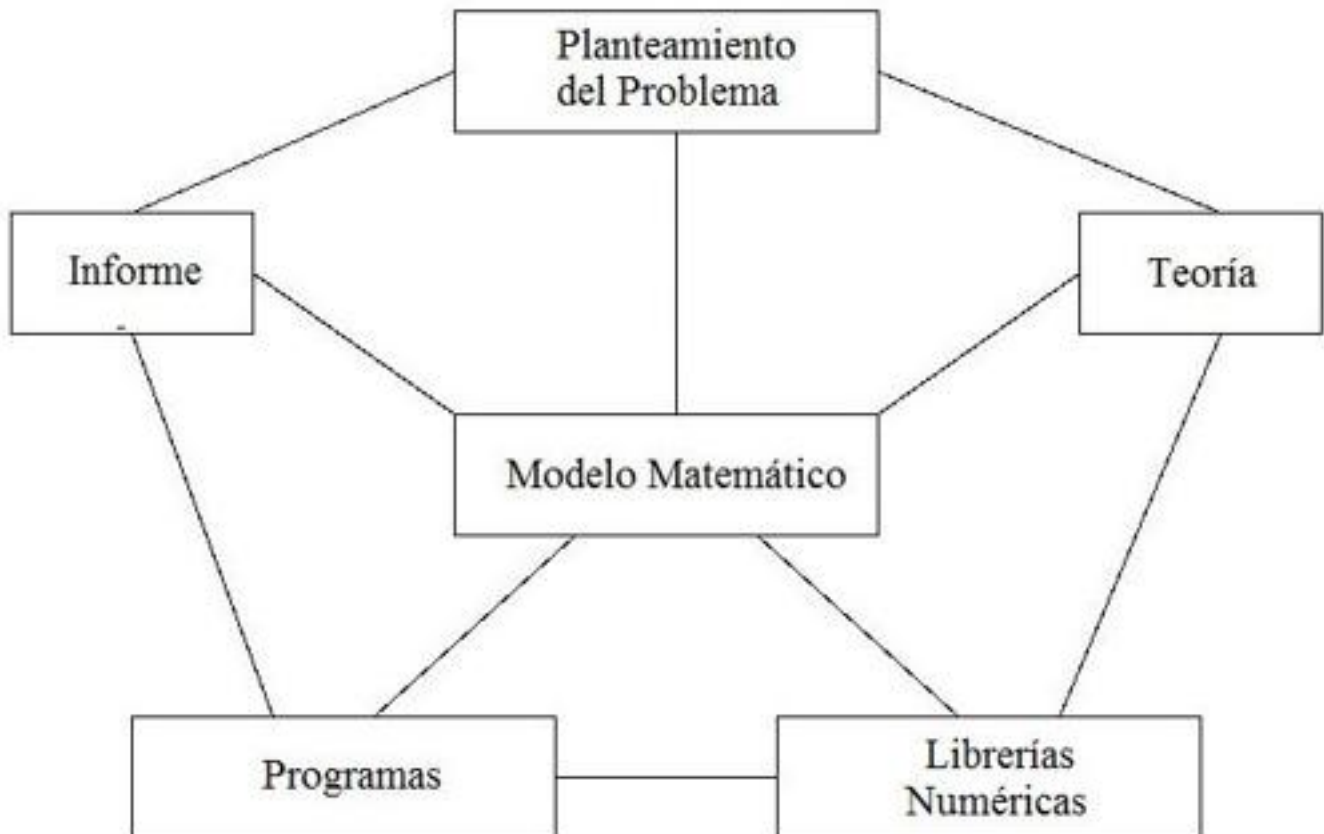 Planteamiento
del Problema
Informe
Teoría
Modelo Matemático
Programas
Librerías
Numéricas